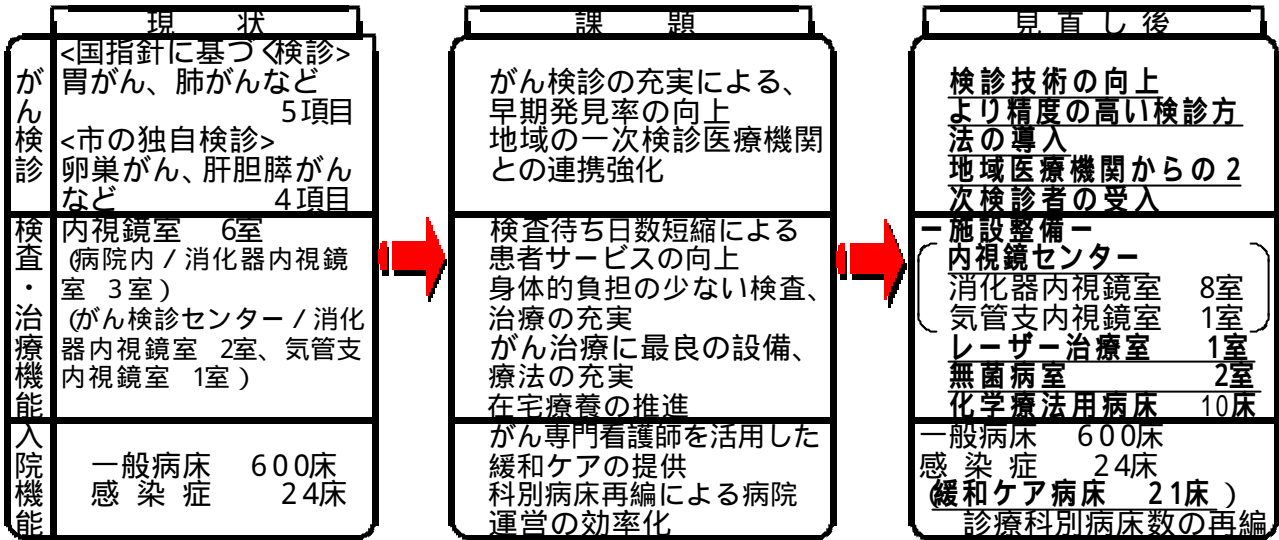 現状
がん検診
<国指針に基づく検診>
胃がん、肺がんなど
5項目
<市の独自検診>
卵巣がん、肝胆膵がん
など 4項目
検査・治療機能
内視鏡室 6室
(病院内/消化器内視鏡
室 3室)
(がん検診センター/消化
器内視鏡室 2室、気管支
内視鏡室 1室)
入院機能
一般病床 600床
感染症 24床
課題
がん検診の充実による、
早期発見率の向上
地域の一次検診医療機関
との連携強化
検査待ち日数短縮による
患者サービスの向上
身体的負担の少ない検査、
治療の充実
がん治療に最良の設備、
療法の充実
在宅療養の推進
がん専門看護師を活用した
緩和ケアの提供
科別病床再編による病院
運営の効率化
見直し後
検診技術の向上
より精度の高い検診方
法の導入
地域医療機関からの2
次検診者の受入
ー施設整備ー
内視鏡センター
消化器内視鏡室 8室
気管支内視鏡室 1室
レーザー治療室 1室
無菌病室 2室
化学療法用病床 10床
一般病床 600床
感染症 24床
(緩和ケア病床 21床)
診療科別病床数の再編